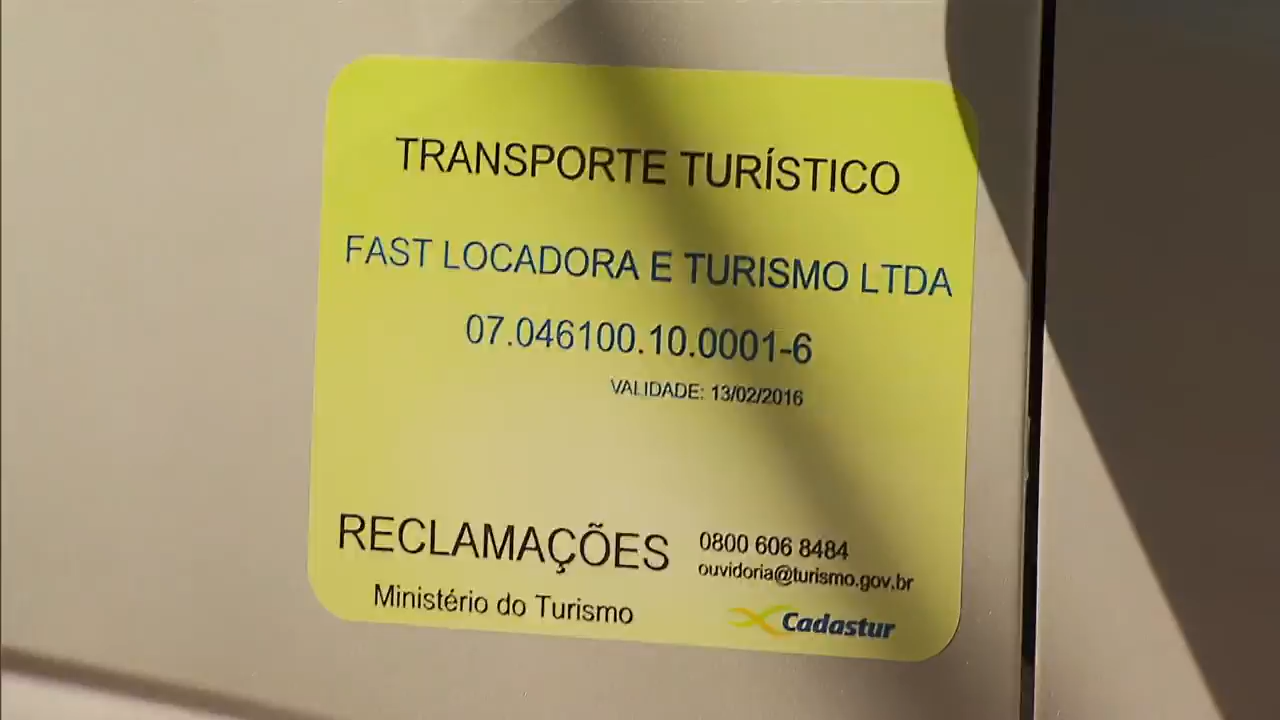 TRANSPORTE TURÍSTICO
FAST LOCADORA E TURISMO LTDA
07.046100.10.0001-6
VALIDADE: 13/02/2016
RECLAMAÇÕES
0800 606 8484
ouvidoria@turismo.gov.br
Ministério do Turismo
Cadastur